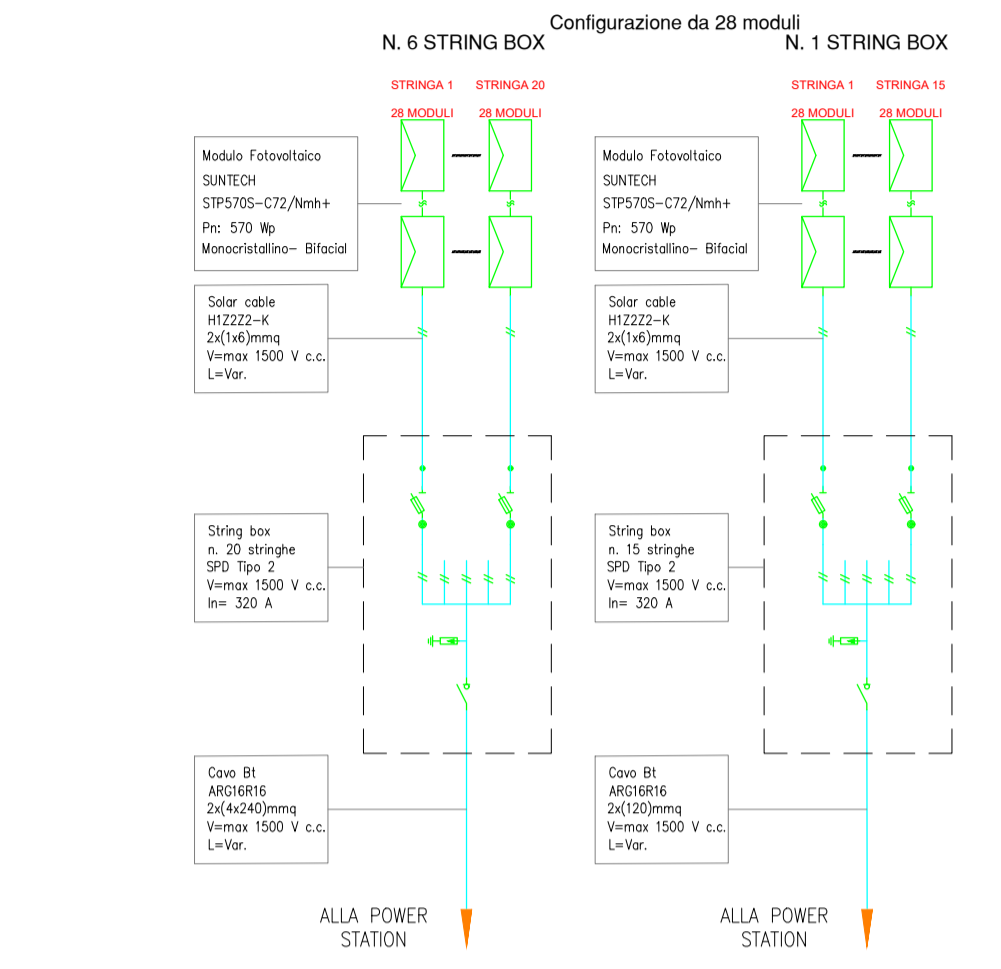 Configurazione da 28 moduli
N. 6 STRING BOX
STRINGA 1
STRINGA 20
28 MODULI
28 MODULI
Modulo Fotovoltaico
SUNTECH
STP570S-C72/Nmh+
Pn: 570 Wp
Monocristallino- Bifacial
Solar cable
H1Z2Z2-K
2x(1x6)mmq
V=max 1500 V c.c.
L=Var.
String box
n. 20 stringhe
SPD Tipo 2
V=max 1500 V c.c.
In= 320 A
Cavo Bt
ARG16R16
2x(4x240)mmq
V=max 1500 V c.c.
L=Var.
ALLA POWER
STATION
N. 1 STRING BOX
STRINGA 1
STRINGA 15
28 MODULI
28 MODULI
Modulo Fotovoltaico
SUNTECH
STP570S-C72/Nmh+
Pn: 570 Wp
Monocristallino- Bifacial
Solar cable
H1Z2Z2-K
2x(1x6)mmq
V=max 1500 V c.c.
L=Var.
String box
n. 15 stringhe
SPD Tipo 2
V=max 1500 V c.c.
In= 320 A
Cavo Bt
ARG16R16
2x(120)mmq
V=max 1500 V c.c.
L=Var.
ALLA POWER
STATION